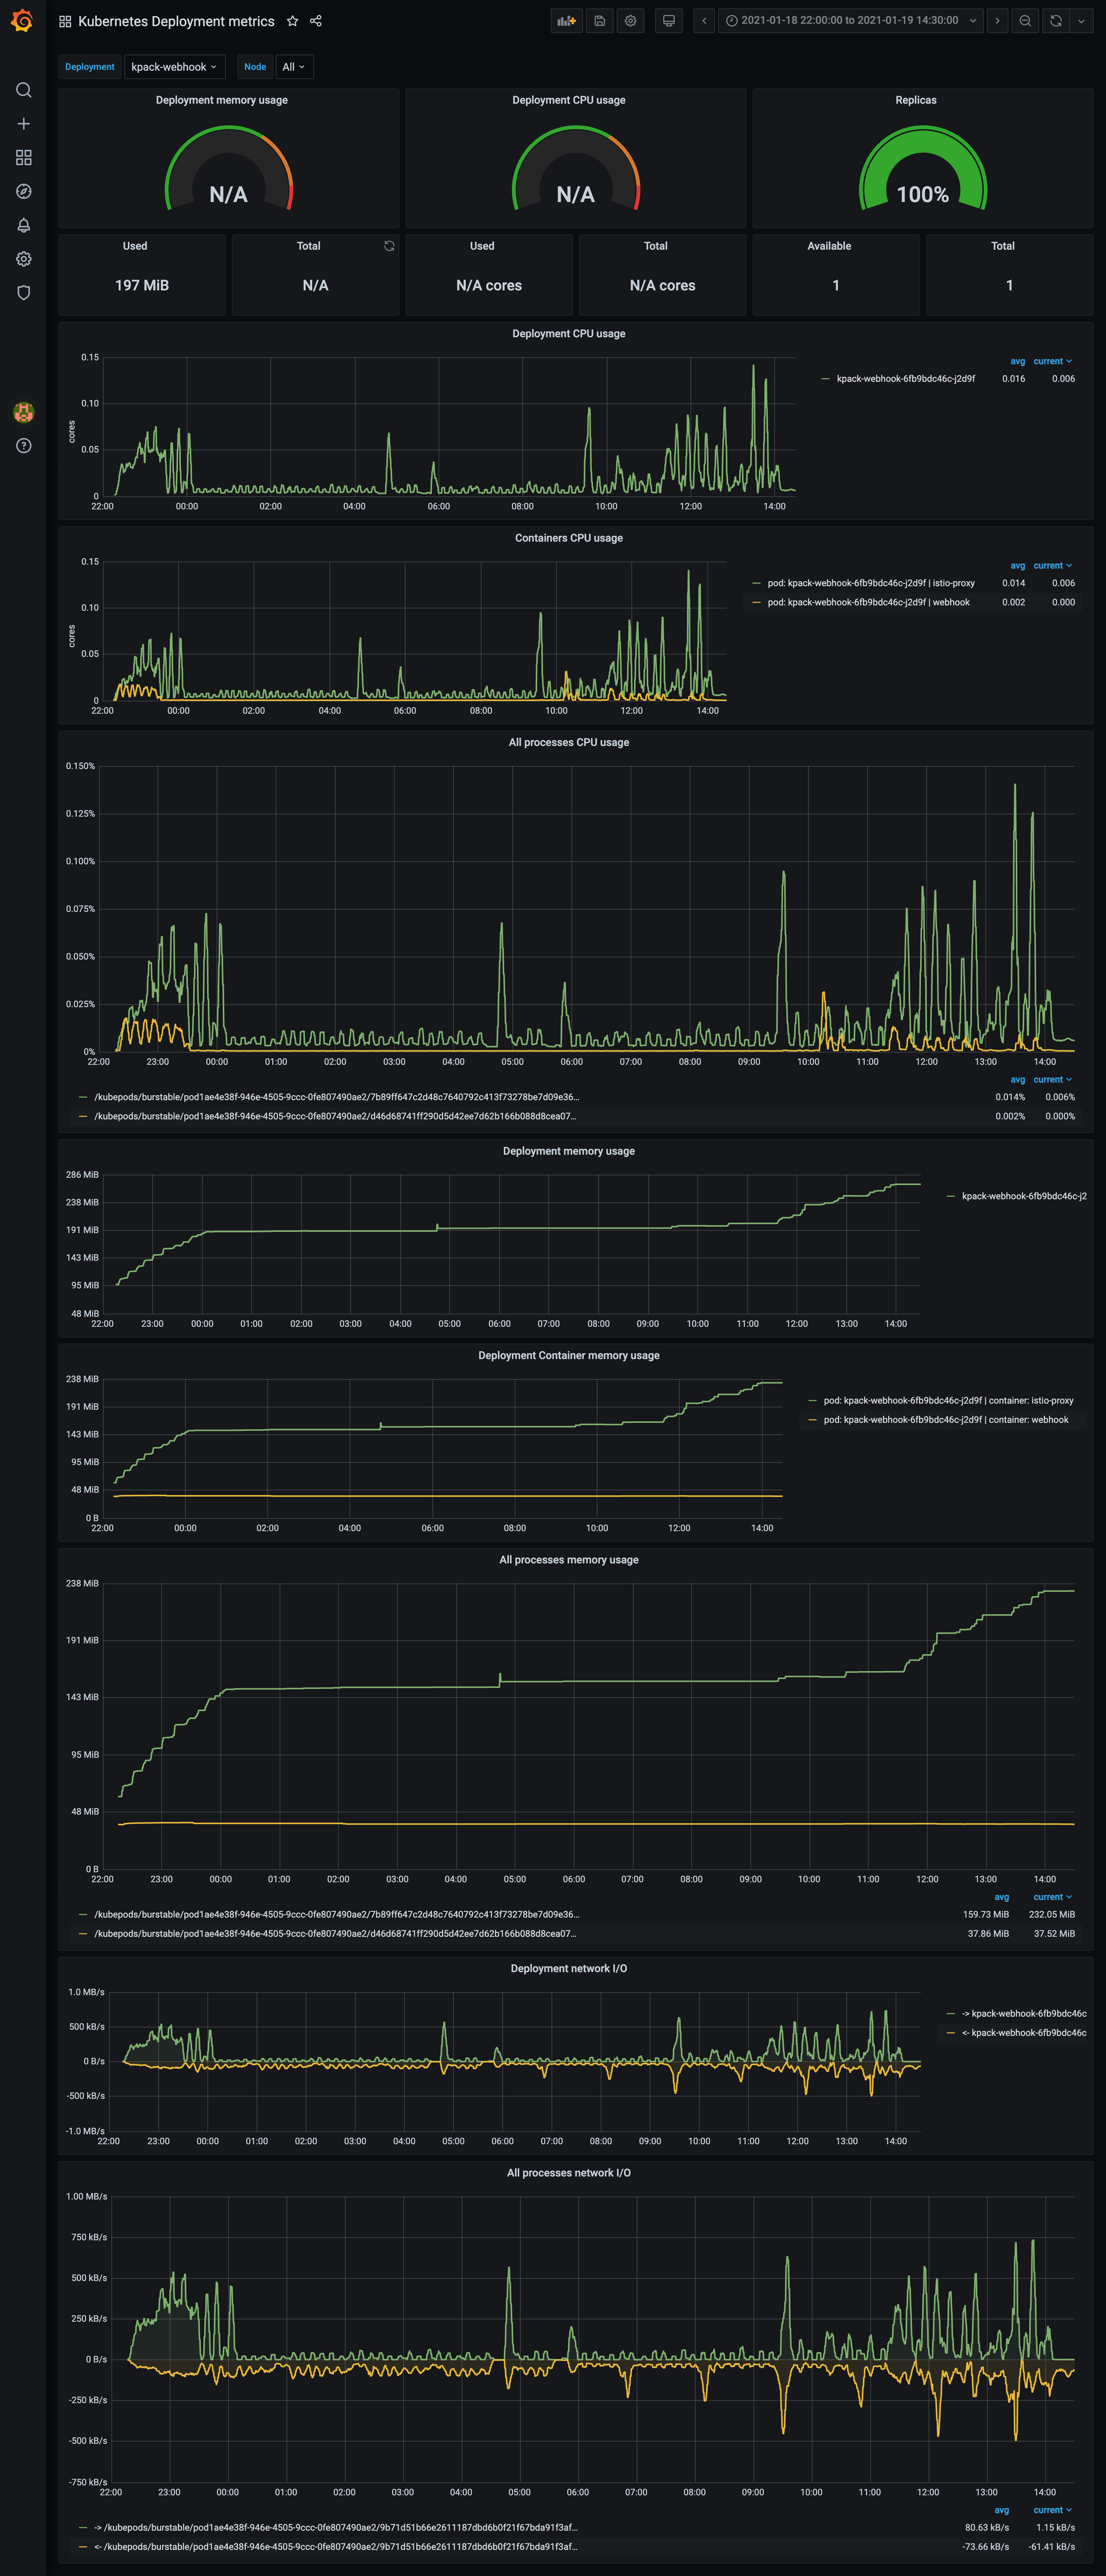 Kubernetes Deployment metrics
2021-01-18 22:00:00 to 2021-01-19 14:30:00
Deployment kpack-webhook Node All
Deployment memory usage
N/A
Deployment CPU usage
N/A
Replicas
100%
Used
197 MiB
Total
N/A
Used
N/A cores
Total
N/A cores
Available
1
Total
1
Deployment CPU usage
0.15
0.10
0.05
0
cores
22:00 00:00 02:00 04:00 06:00 08:00 10:00 12:00 14:00
avg current
kpack-webhook-6fb9bdc46c-j2d9f 0.016 0.006
Containers CPU usage
0.15
0.10
0.05
0
cores
22:00 00:00 02:00 04:00 06:00 08:00 10:00 12:00 14:00
avg current
pod: kpack-webhook-6fb9bdc46c-j2d9f | istio-proxy 0.014 0.006
pod: kpack-webhook-6fb9bdc46c-j2d9f | webhook 0.002 0.000
All processes CPU usage
0.150%
0.125%
0.100%
0.075%
0.050%
0.025%
0%
22:00 23:00 00:00 01:00 02:00 03:00 04:00 05:00 06:00 07:00 08:00 09:00 10:00 11:00 12:00 13:00 14:00
avg current
/kubepods/burstable/pod1ae4e38f-946e-4505-9ccc-0fe807490ae2/7b89ff647c2d48c7640792c413f73278be7d09e36... 0.014% 0.006%
/kubepods/burstable/pod1ae4e38f-946e-4505-9ccc-0fe807490ae2/d46d68741ff290d5d42ee7d62b166b088d8cea07... 0.002% 0.000%
Deployment memory usage
286 MiB
238 MiB
191 MiB
143 MiB
95 MiB
48 MiB
22:00 23:00 00:00 01:00 02:00 03:00 04:00 05:00 06:00 07:00 08:00 09:00 10:00 11:00 12:00 13:00 14:00
kpack-webhook-6fb9bdc46c-j2
Deployment Container memory usage
238 MiB
191 MiB
143 MiB
95 MiB
48 MiB
0 B
22:00 00:00 02:00 04:00 06:00 08:00 10:00 12:00 14:00
pod: kpack-webhook-6fb9bdc46c-j2d9f | container: istio-proxy
pod: kpack-webhook-6fb9bdc46c-j2d9f | container: webhook
All processes memory usage
238 MiB
191 MiB
143 MiB
95 MiB
48 MiB
0 B
22:00 23:00 00:00 01:00 02:00 03:00 04:00 05:00 06:00 07:00 08:00 09:00 10:00 11:00 12:00 13:00 14:00
avg current
/kubepods/burstable/pod1ae4e38f-946e-4505-9ccc-0fe807490ae2/7b89ff647c2d48c7640792c413f73278be7d09e36... 159.73 MiB 232.05 MiB
/kubepods/burstable/pod1ae4e38f-946e-4505-9ccc-0fe807490ae2/d46d68741ff290d5d42ee7d62b166b088d8cea07... 37.86 MiB 37.52 MiB
Deployment network I/O
1.0 MB/s
500 kB/s
0 B/s
-500 kB/s
-1.0 MB/s
22:00 23:00 00:00 01:00 02:00 03:00 04:00 05:00 06:00 07:00 08:00 09:00 10:00 11:00 12:00 13:00 14:00
-> kpack-webhook-6fb9bdc46c
<- kpack-webhook-6fb9bdc46c
All processes network I/O
1.00 MB/s
750 kB/s
500 kB/s
250 kB/s
0 B/s
-250 kB/s
-500 kB/s
-750 kB/s
22:00 23:00 00:00 01:00 02:00 03:00 04:00 05:00 06:00 07:00 08:00 09:00 10:00 11:00 12:00 13:00 14:00
avg current
-> /kubepods/burstable/pod1ae4e38f-946e-4505-9ccc-0fe807490ae2/9b71d51b66e2611187dbd6b0f21f67bda91f3af... 80.63 kB/s 1.15 kB/s
<- /kubepods/burstable/pod1ae4e38f-946e-4505-9ccc-0fe807490ae2/9b71d51b66e2611187dbd6b0f21f67bda91f3af... -73.66 kB/s -61.41 kB/s